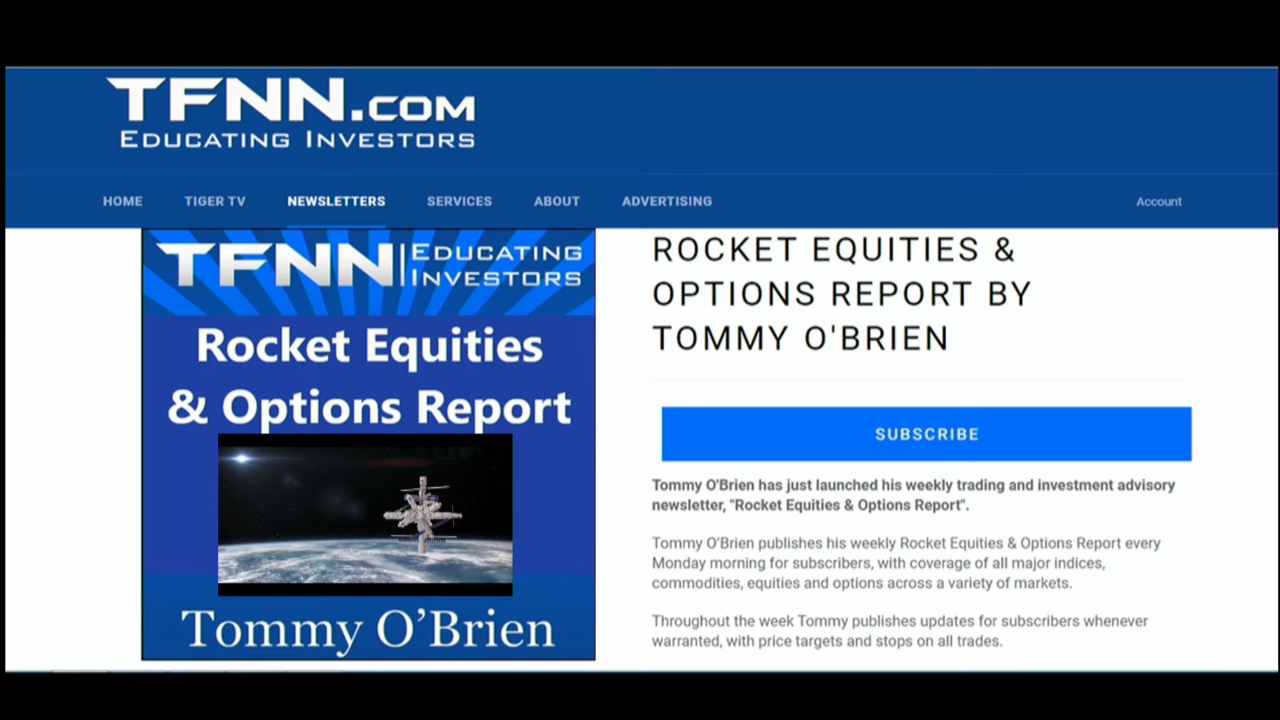 TFNN.COM
EDUCATING INVESTORS
HOME TIGER TV NEWSLETTERS SERVICES ABOUT ADVERTISING Account
TFNN EDUCATING
INVESTORS
Rocket Equities
& Options Report
Tommy O’Brien
ROCKET EQUITIES &
OPTIONS REPORT BY
TOMMY O'BRIEN
SUBSCRIBE
Tommy O'Brien has just launched his weekly trading and investment advisory
newsletter, "Rocket Equities & Options Report".
Tommy O’Brien publishes his weekly Rocket Equities & Options Report every
Monday morning for subscribers, with coverage of all major indices,
commodities, equities and options across a variety of markets.
Throughout the week Tommy publishes updates for subscribers whenever
warranted, with price targets and stops on all trades.